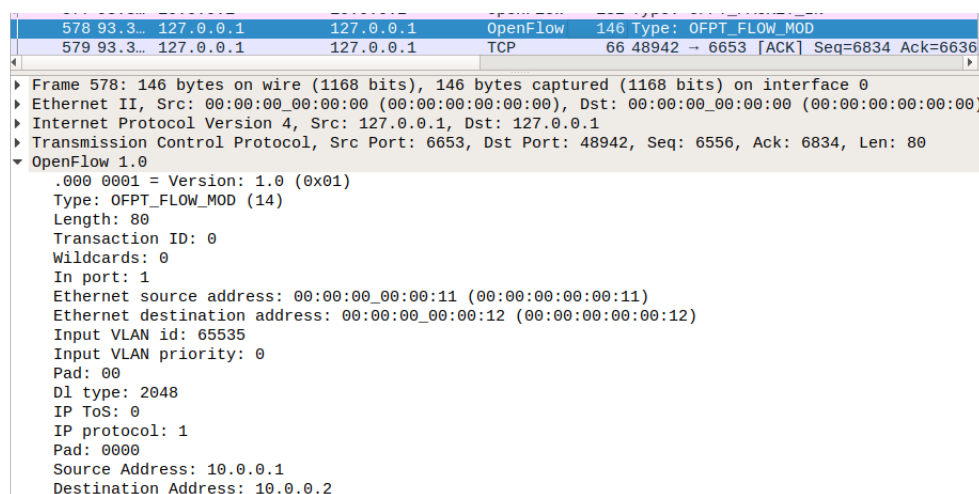 578 93.3… 127.0.0.1 127.0.0.1 OpenFlow 146 Type: OFPT_FLOW_MOD
579 93.3… 127.0.0.1 127.0.0.1 TCP 66 48942 → 6653 [ACK] Seq=6834 Ack=6636
Frame 578: 146 bytes on wire (1168 bits), 146 bytes captured (1168 bits) on interface 0
Ethernet II, Src: 00:00:00_00:00:00 (00:00:00:00:00:00), Dst: 00:00:00_00:00:00 (00:00:00:00:00:00)
Internet Protocol Version 4, Src: 127.0.0.1, Dst: 127.0.0.1
Transmission Control Protocol, Src Port: 6653, Dst Port: 48942, Seq: 6556, Ack: 6834, Len: 80
OpenFlow 1.0
.000 0001 = Version: 1.0 (0x01)
Type: OFPT_FLOW_MOD (14)
Length: 80
Transaction ID: 0
Wildcards: 0
In port: 1
Ethernet source address: 00:00:00_00:00:11 (00:00:00:00:00:11)
Ethernet destination address: 00:00:00_00:00:12 (00:00:00:00:00:12)
Input VLAN id: 65535
Input VLAN priority: 0
Pad: 00
Dl type: 2048
IP ToS: 0
IP protocol: 1
Pad: 0000
Source Address: 10.0.0.1
Destination Address: 10.0.0.2